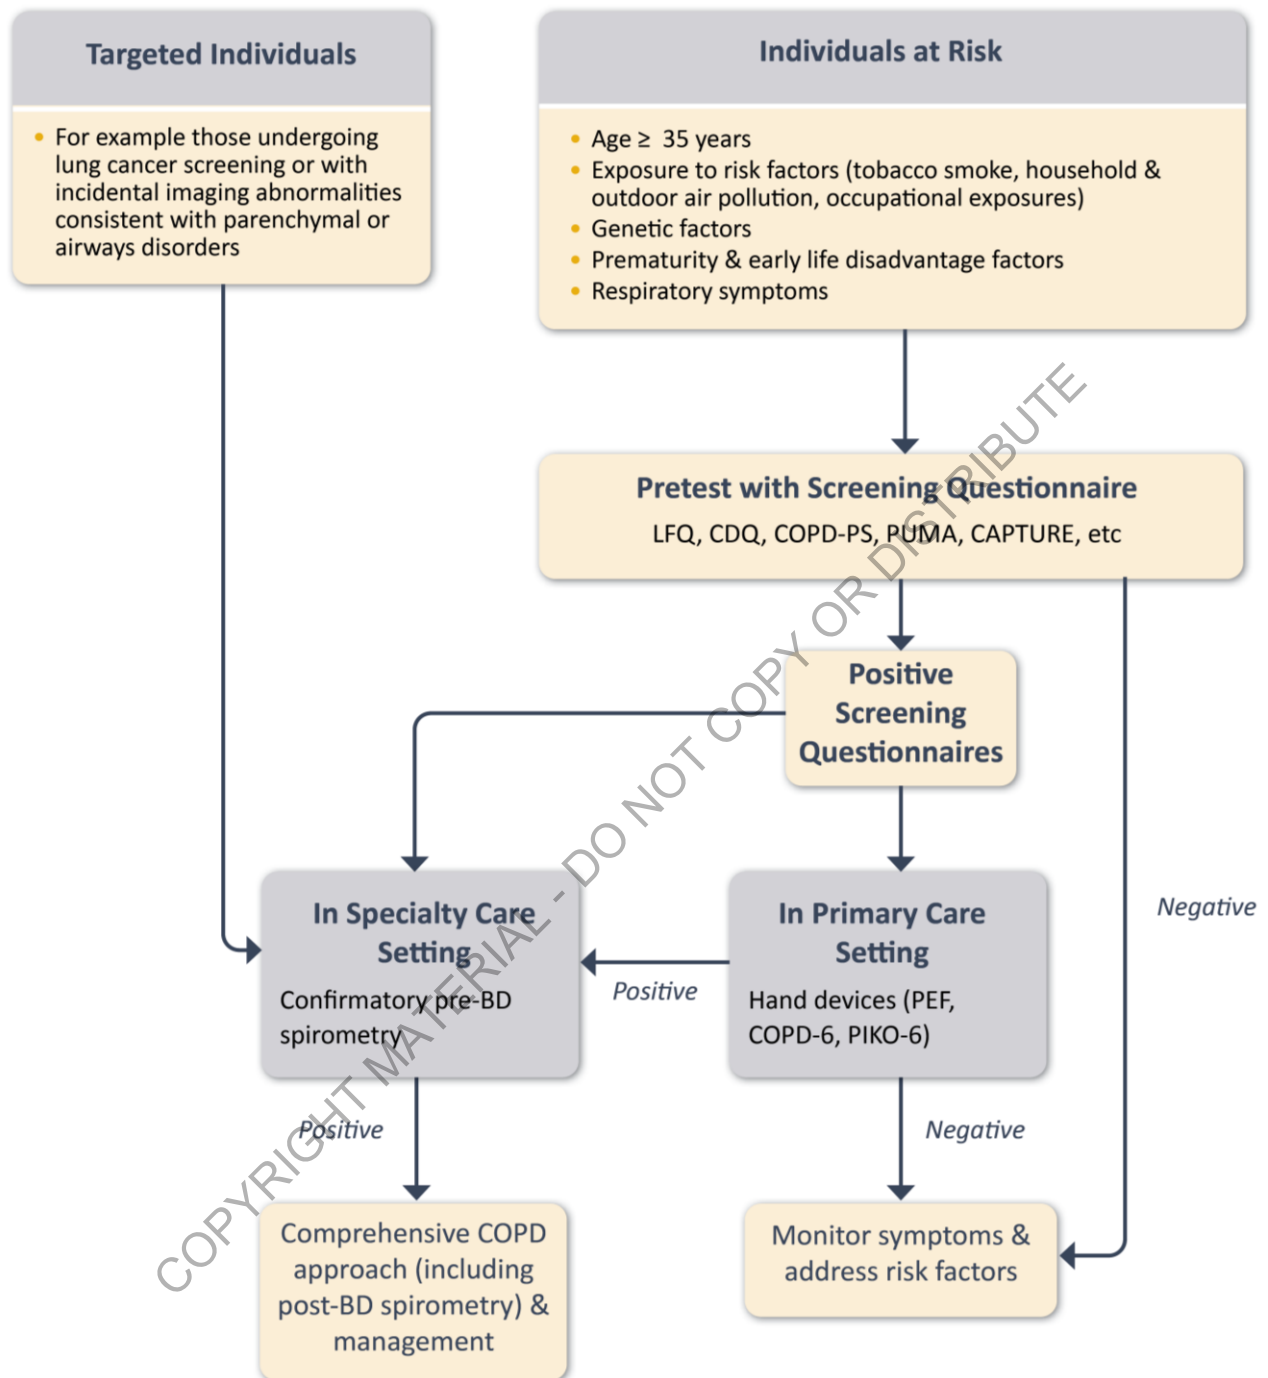 Targeted Individuals
• For example those undergoing
lung cancer screening or with
incidental imaging abnormalities
consistent with parenchymal or
airways disorders
Individuals at Risk
• Age ≥ 35 years
• Exposure to risk factors (tobacco smoke, household &
outdoor air pollution, occupational exposures)
• Genetic factors
• Prematurity & early life disadvantage factors
• Respiratory symptoms
Pretest with Screening Questionnaire
LFQ, CDQ, COPD-PS, PUMA, CAPTURE, etc
Positive
Screening
Questionnaires
In Specialty Care
Setting
Confirmatory pre-BD
spirometry
Positive
In Primary Care
Setting
Hand devices (PEF,
COPD-6, PIKO-6)
Negative
Positive
Negative
Comprehensive COPD
approach (including
post-BD spirometry) &
management
Monitor symptoms &
address risk factors
COPYRIGHT MATERIAL - DO NOT COPY OR DISTRIBUTE